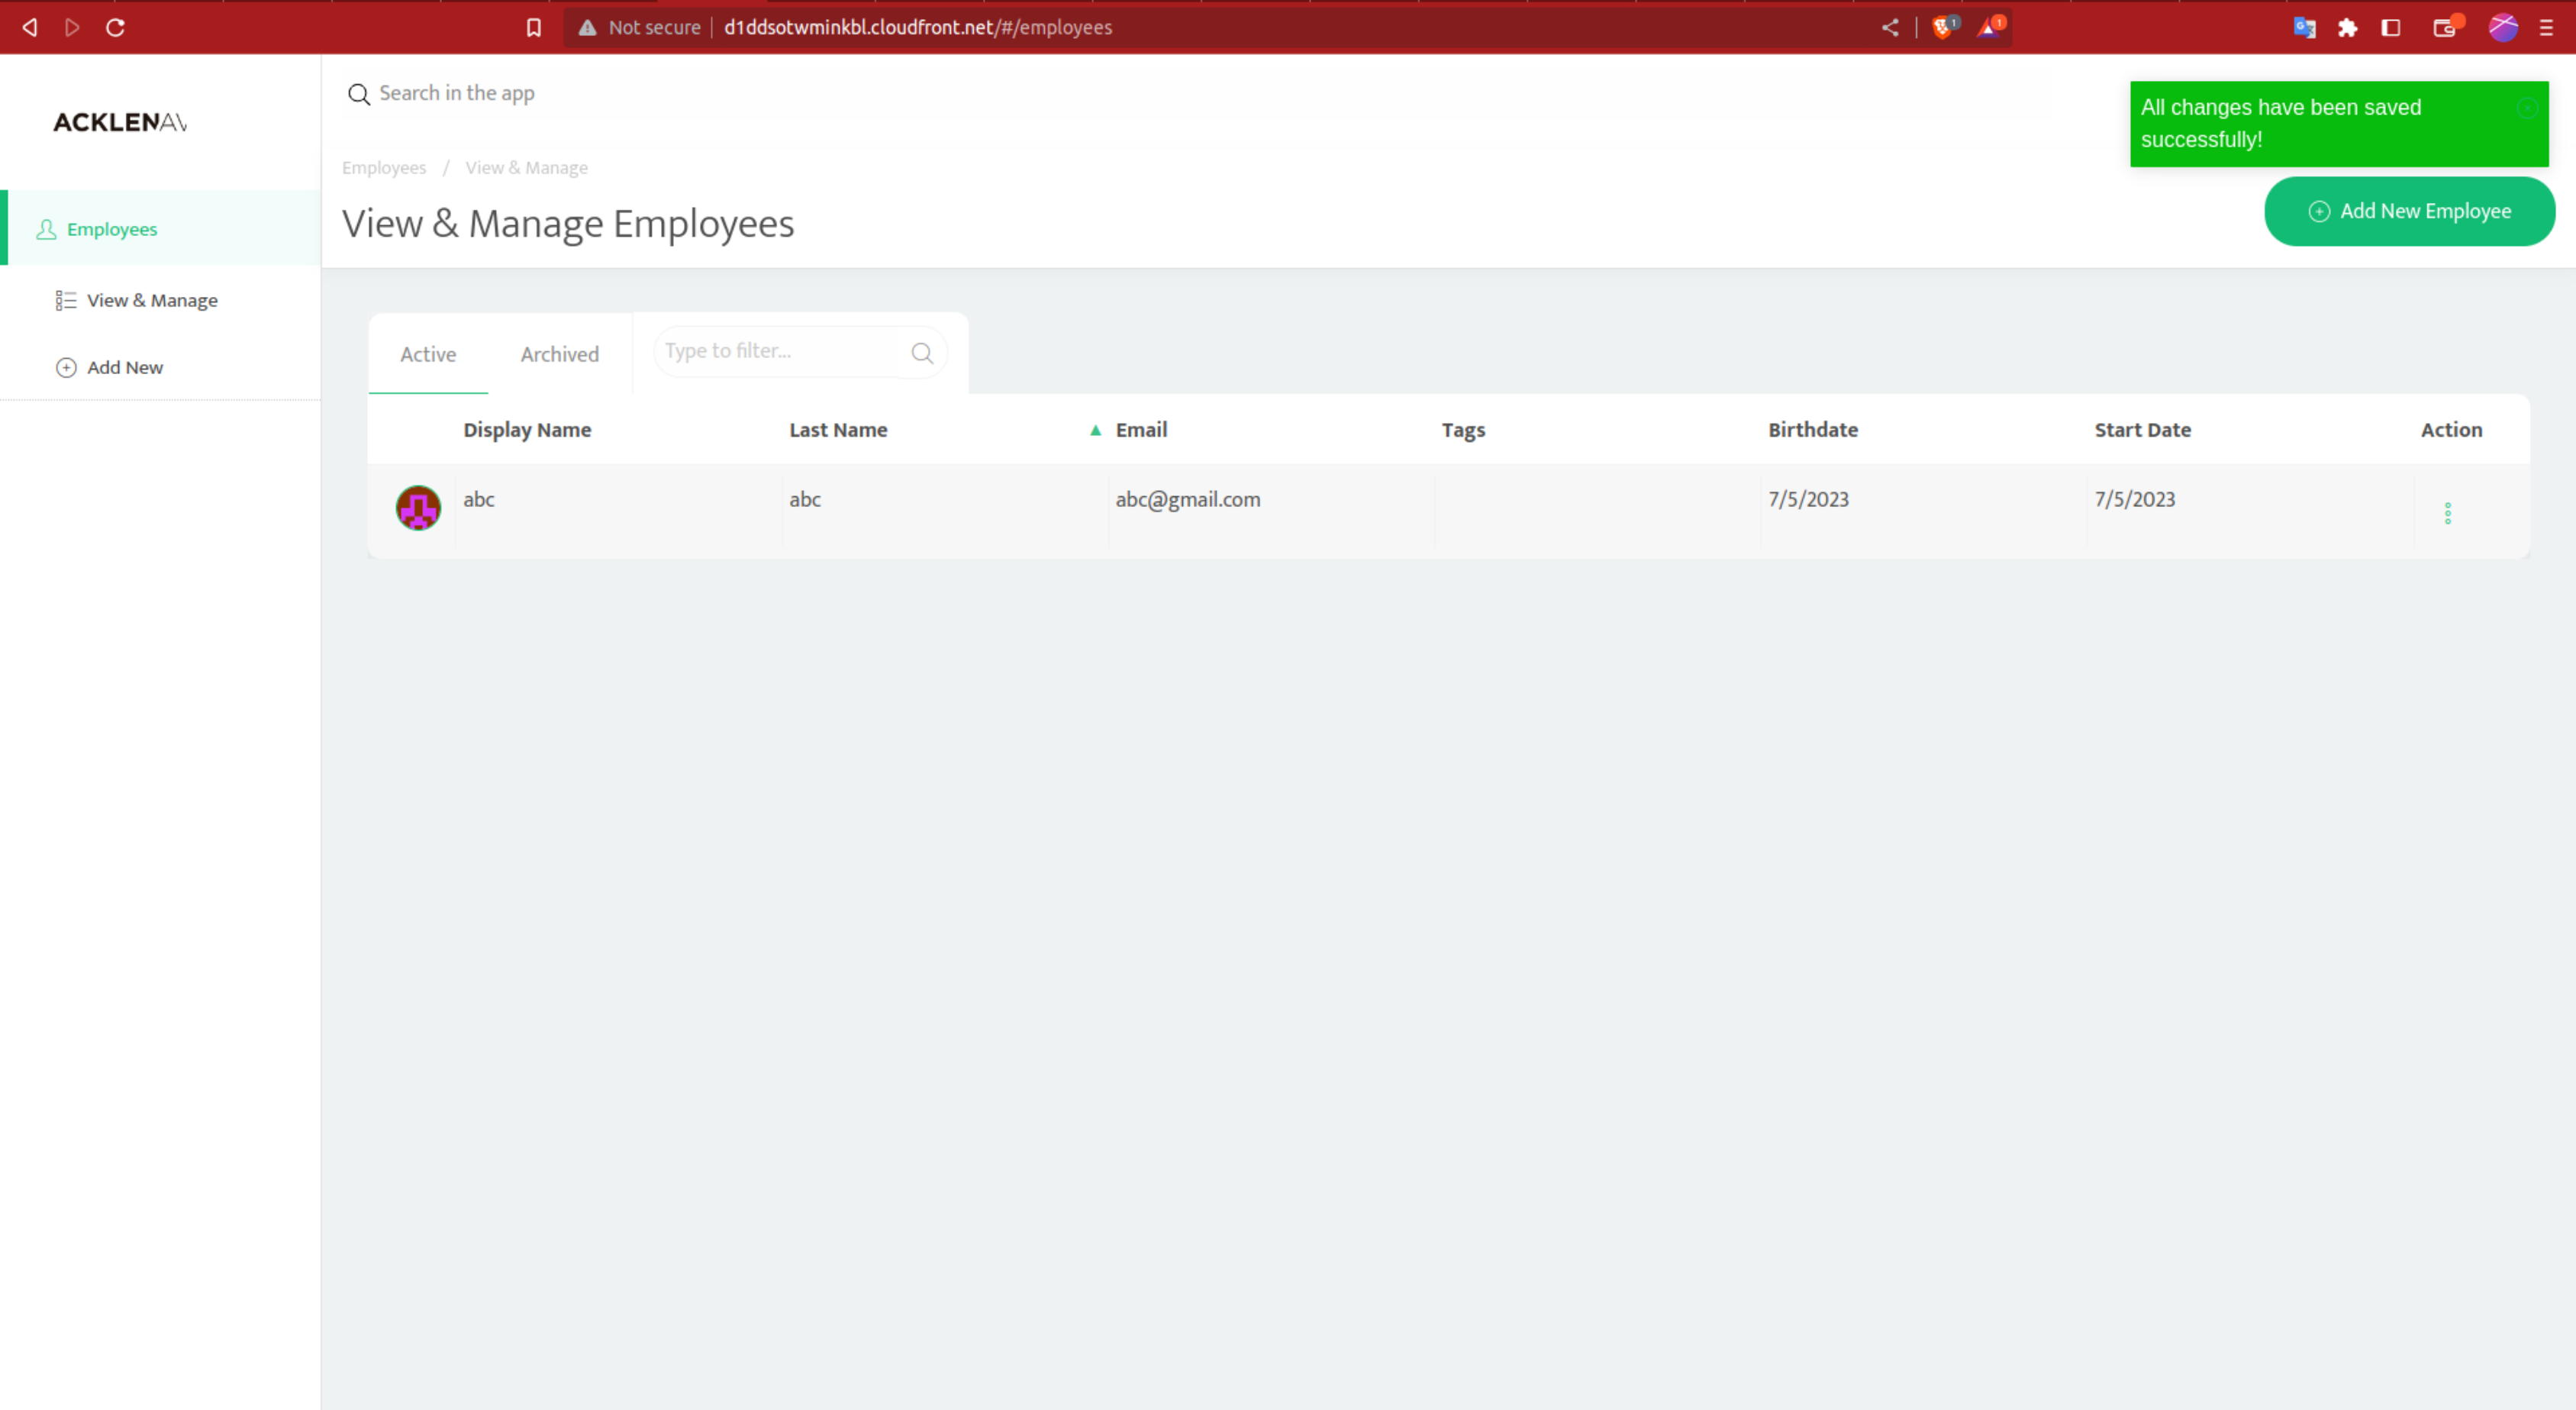 Not secure
d1ddsotwminkbl.cloudfront.net/#/employees
1
1
Search in the app
All changes have been saved
successfully!
ACKLENAV
Employees / View & Manage
View & Manage Employees
Add New Employee
Employees
View & Manage
Add New
Active
Archived
Type to filter...
Display Name
Last Name
Email
Tags
Birthdate
Start Date
Action
abc
abc
abc@gmail.com
7/5/2023
7/5/2023